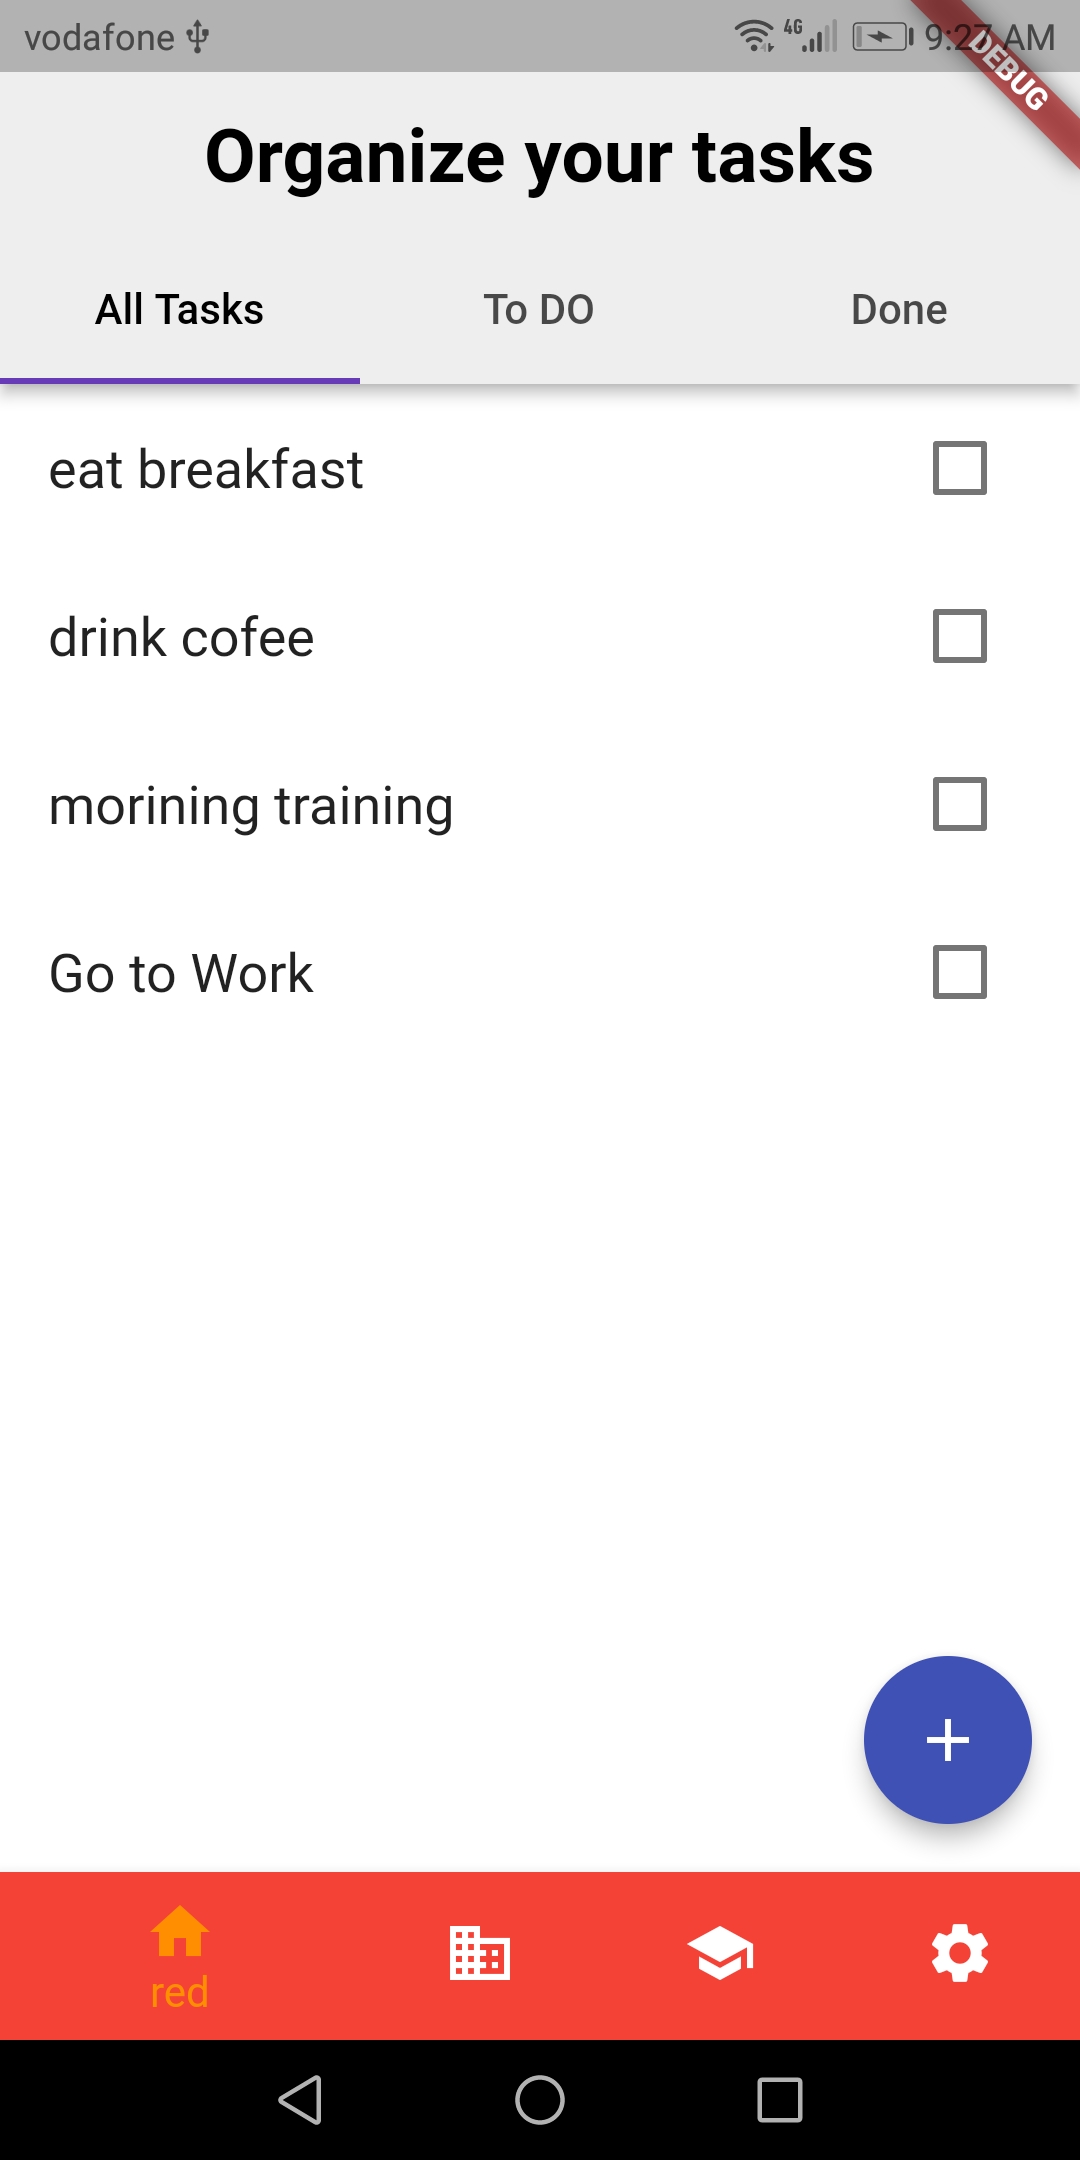 vodafone 4G 9:27 AM
DEBUG
Organize your tasks
All Tasks To DO Done
eat breakfast
drink cofee
morining training
Go to Work
red